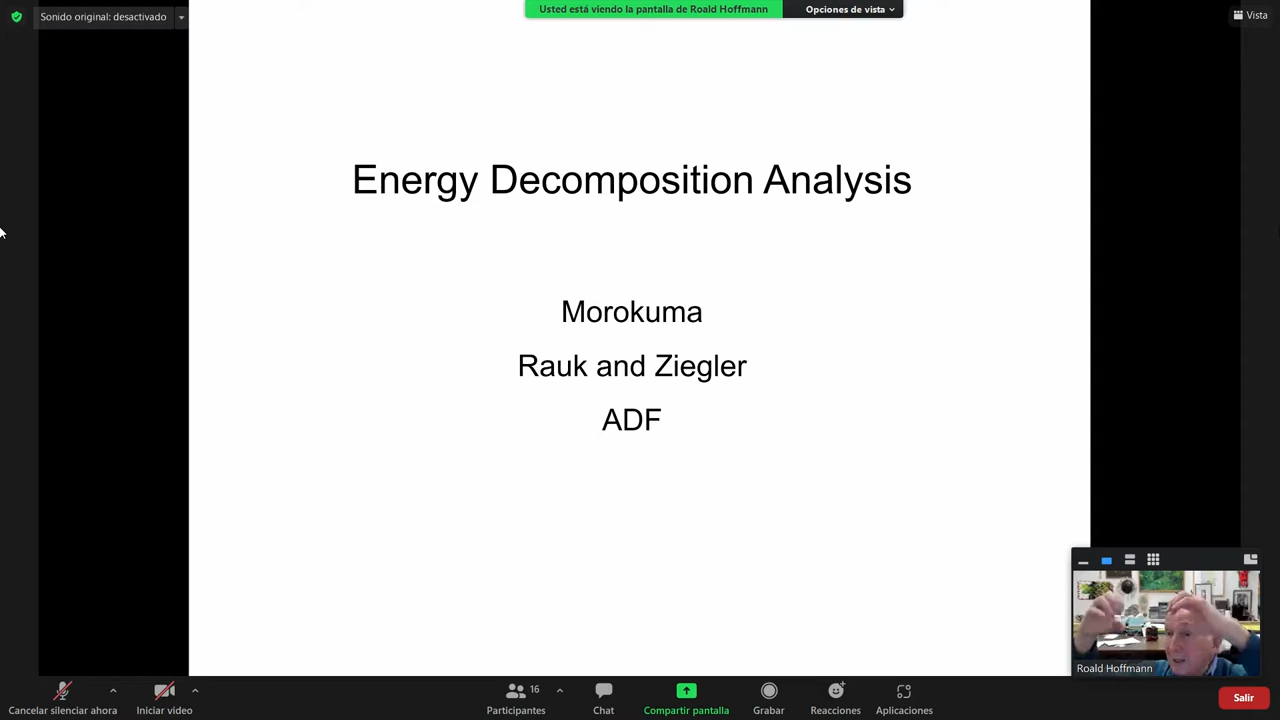 Sonido original: desactivado
Usted está viendo la pantalla de Roald Hoffmann
Opciones de vista
Vista
Energy Decomposition Analysis
Morokuma
Rauk and Ziegler
ADF
Roald Hoffmann
Cancelar silenciar ahora
Iniciar video
16
Participantes
Chat
Compartir pantalla
Grabar
Reacciones
Aplicaciones
Salir